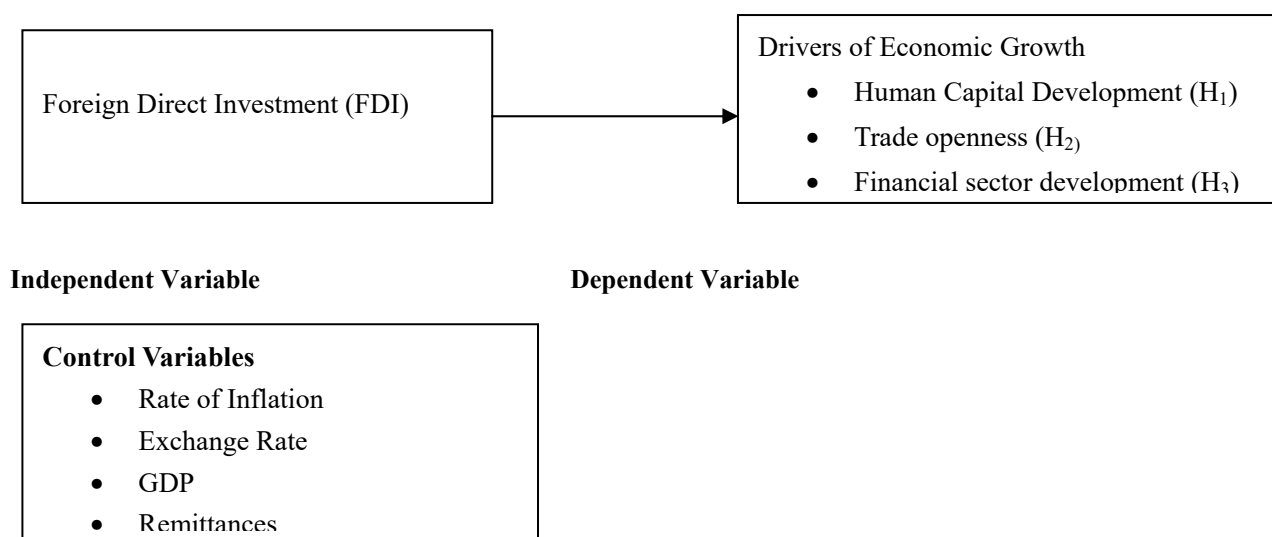 Foreign Direct Investment (FDI)
Drivers of Economic Growth
• Human Capital Development (H₁)
• Trade openness (H₂)
• Financial sector development (H₃)
Independent Variable
Dependent Variable
Control Variables
• Rate of Inflation
• Exchange Rate
• GDP
• Remittances